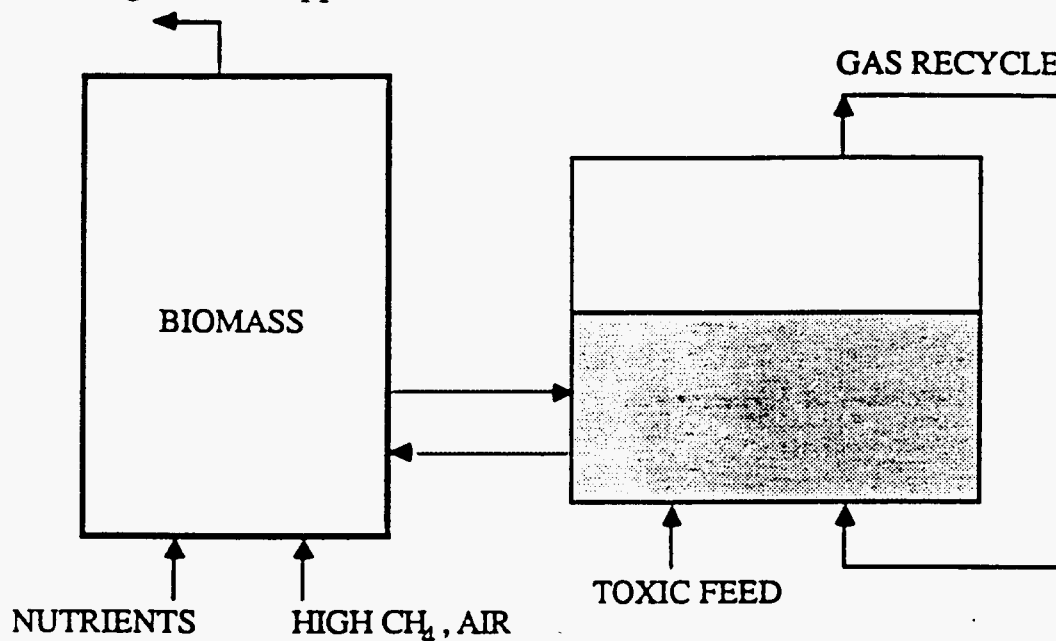 GAS RECYCLE
BIOMASS
TOXIC FEED
NUTRIENTS
HIGH CH₄, AIR